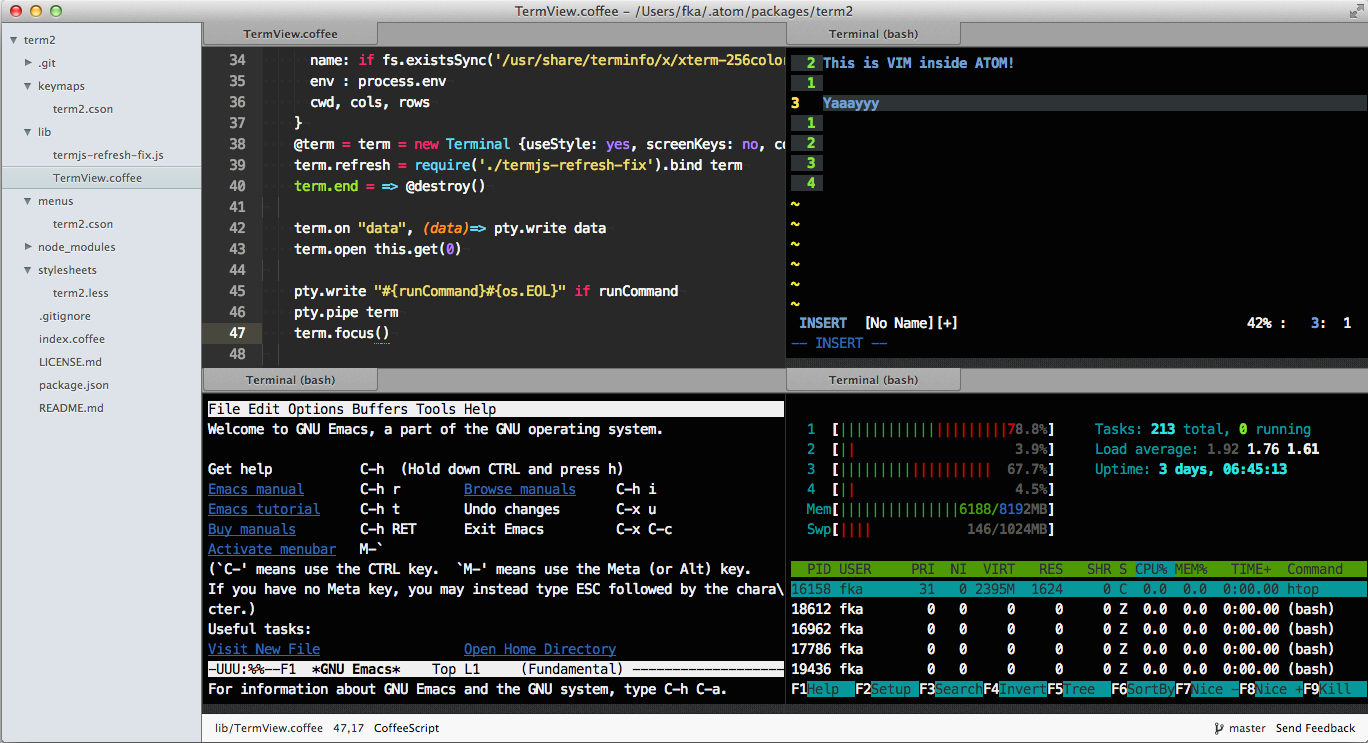 TermView.coffee – /Users/fka/.atom/packages/term2
term2
.git
keymaps
term2.cson
lib
termjs-refresh-fix.js
TermView.coffee
menus
term2.cson
node_modules
stylesheets
term2.less
.gitignore
index.coffee
LICENSE.md
package.json
README.md
TermView.coffee
34 name: if fs.existsSync('/usr/share/terminfo/x/xterm-256colo
35 env : process.env
36 cwd, cols, rows
37 }
38 @term = term = new Terminal {useStyle: yes, screenKeys: no, co
39 term.refresh = require('./termjs-refresh-fix').bind term
40 term.end = => @destroy()
41
42 term.on "data", (data)=> pty.write data
43 term.open this.get(0)
44
45 pty.write "#{runCommand}#{os.EOL}" if runCommand
46 pty.pipe term
47 term.focus()
48
Terminal (bash)
2 This is VIM inside ATOM!
1
3 Yaaayyy
1
2
3
4
~
~
~
~
~
~
INSERT [No Name][+] 42% : 3: 1
-- INSERT --
Terminal (bash)
File Edit Options Buffers Tools Help
Welcome to GNU Emacs, a part of the GNU operating system.
Get help C-h (Hold down CTRL and press h)
Emacs manual C-h r Browse manuals C-h i
Emacs tutorial C-h t Undo changes C-x u
Buy manuals C-h RET Exit Emacs C-x C-c
Activate menubar M-`
(`C-' means use the CTRL key. `M-' means use the Meta (or Alt) key.
If you have no Meta key, you may instead type ESC followed by the chara\
cter.)
Useful tasks:
Visit New File Open Home Directory
-UUU:%%--F1 *GNU Emacs* Top L1 (Fundamental) -------------------
For information about GNU Emacs and the GNU system, type C-h C-a.
Terminal (bash)
1 [||||||||||||||||||||||78.8%] Tasks: 213 total, 0 running
2 [|| 3.9%] Load average: 1.92 1.76 1.61
3 [||||||||||||||||||| 67.7%] Uptime: 3 days, 06:45:13
4 [|| 4.5%]
Mem[|||||||||||||||6188/8192MB]
Swp[|||| 146/1024MB]
PID USER PRI NI VIRT RES SHR S CPU% MEM% TIME+ Command
16158 fka 31 0 2395M 1624 0 C 0.0 0.0 0:00.00 htop
18612 fka 0 0 0 0 0 Z 0.0 0.0 0:00.00 (bash)
16962 fka 0 0 0 0 0 Z 0.0 0.0 0:00.00 (bash)
17786 fka 0 0 0 0 0 Z 0.0 0.0 0:00.00 (bash)
19436 fka 0 0 0 0 0 Z 0.0 0.0 0:00.00 (bash)
F1Help F2Setup F3SearchF4InvertF5Tree F6SortByF7Nice -F8Nice +F9Kill
lib/TermView.coffee 47,17 CoffeeScript master Send Feedback